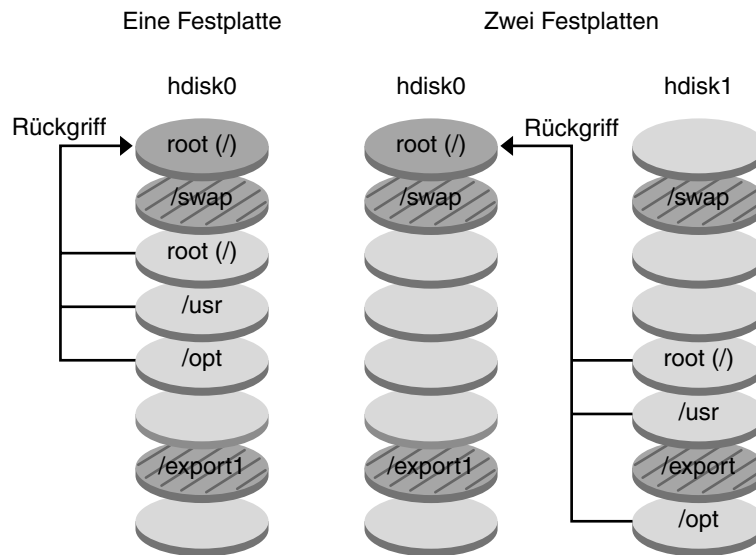 Eine Festplatte
Zwei Festplatten
hdisk0
hdisk0
hdisk1
Rückgriff
root (/)
/swap
root (/)
/usr
/opt
/export1
root (/)
/swap
/export1
Rückgriff
/swap
root (/)
/usr
/export
/opt